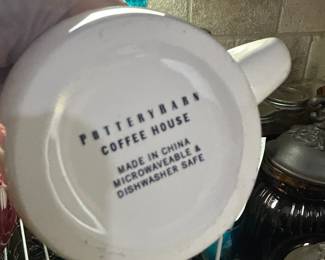 POTTERYBARN
COFFEE HOUSE
MADE IN CHINA
MICROWAVEABLE &
DISHWASHER SAFE